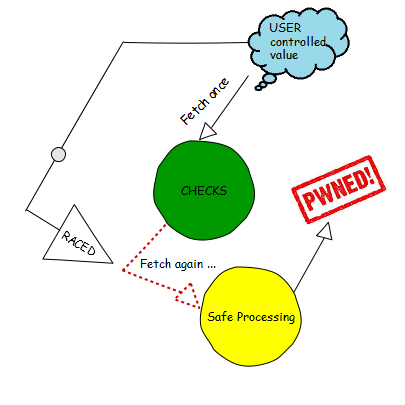 USER
controlled
value
Fetch once
CHECKS
PWNED!
RACED
Fetch again ...
Safe Processing